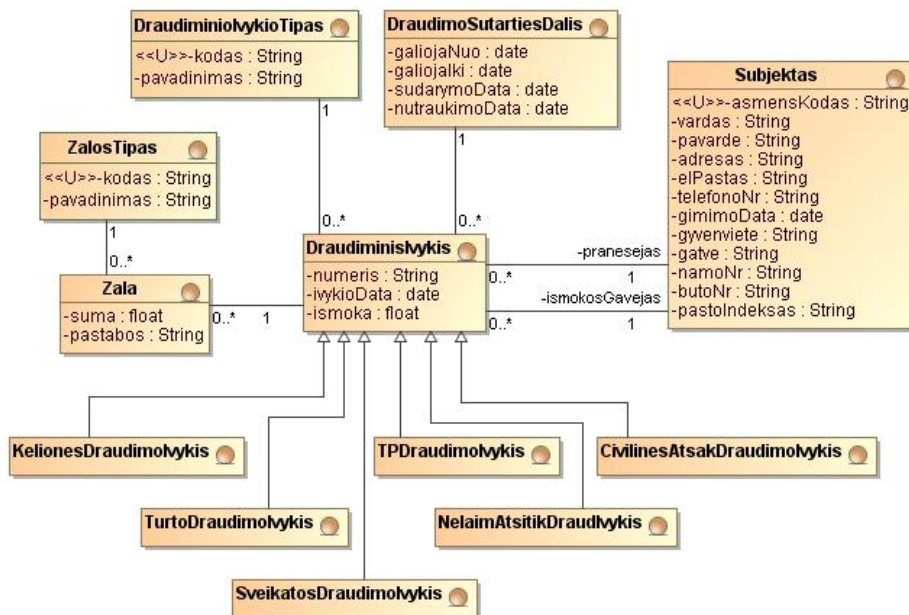 DraudiminioIvykioTipas
<<U>>-kodas : String
-pavadinimas : String
DraudimoSutartiesDalis
-galiojaNuo : date
-galiojaIki : date
-sudarymoData : date
-nutraukimoData : date
Subjektas
<<U>>-asmensKodas : String
-vardas : String
-pavarde : String
-adresas : String
-elPastas : String
-telefonoNr : String
-gimimoData : date
-gyvenviete : String
-gatve : String
-namoNr : String
-butoNr : String
-pastoIndeksas : String
ZalosTipas
<<U>>-kodas : String
-pavadinimas : String
1
1
1
0..*
0..*
0..*
Zala
-suma : float
-pastabos : String
0..*
1
DraudiminisIvykis
-numeris : String
-ivykioData : date
-ismoka : float
-pranesejas
0..*
1
-ismokosGavejas
0..*
1
KelionesDraudimoIvykis
TPDraudimoIvykis
CivilinesAtsakDraudimoIvykis
TurtoDraudimoIvykis
NelaimAtsitikDraudIvykis
SveikatosDraudimoIvykis